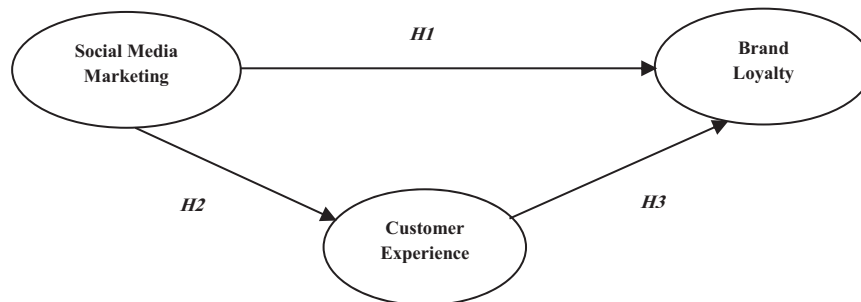 H1
Social Media
Marketing
Brand
Loyalty
H2
H3
Customer
Experience